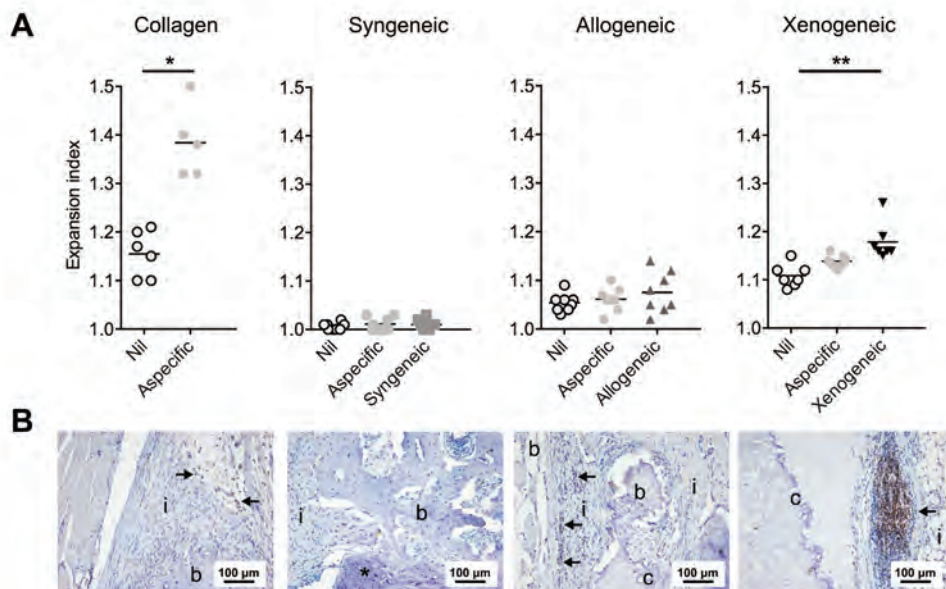 A
Collagen
Syngeneic
Allogeneic
Xenogeneic
*
**
Expansion index
1.5
1.4
1.3
1.2
1.1
1.0
Nil
Aspecific
1.5
1.4
1.3
1.2
1.1
1.0
Nil
Aspecific
Syngeneic
1.5
1.4
1.3
1.2
1.1
1.0
Nil
Aspecific
Allogeneic
1.5
1.4
1.3
1.2
1.1
1.0
Nil
Aspecific
Xenogeneic
B
i
b
100 µm
i
b
*
100 µm
b
i
b
i
c
100 µm
c
i
100 µm